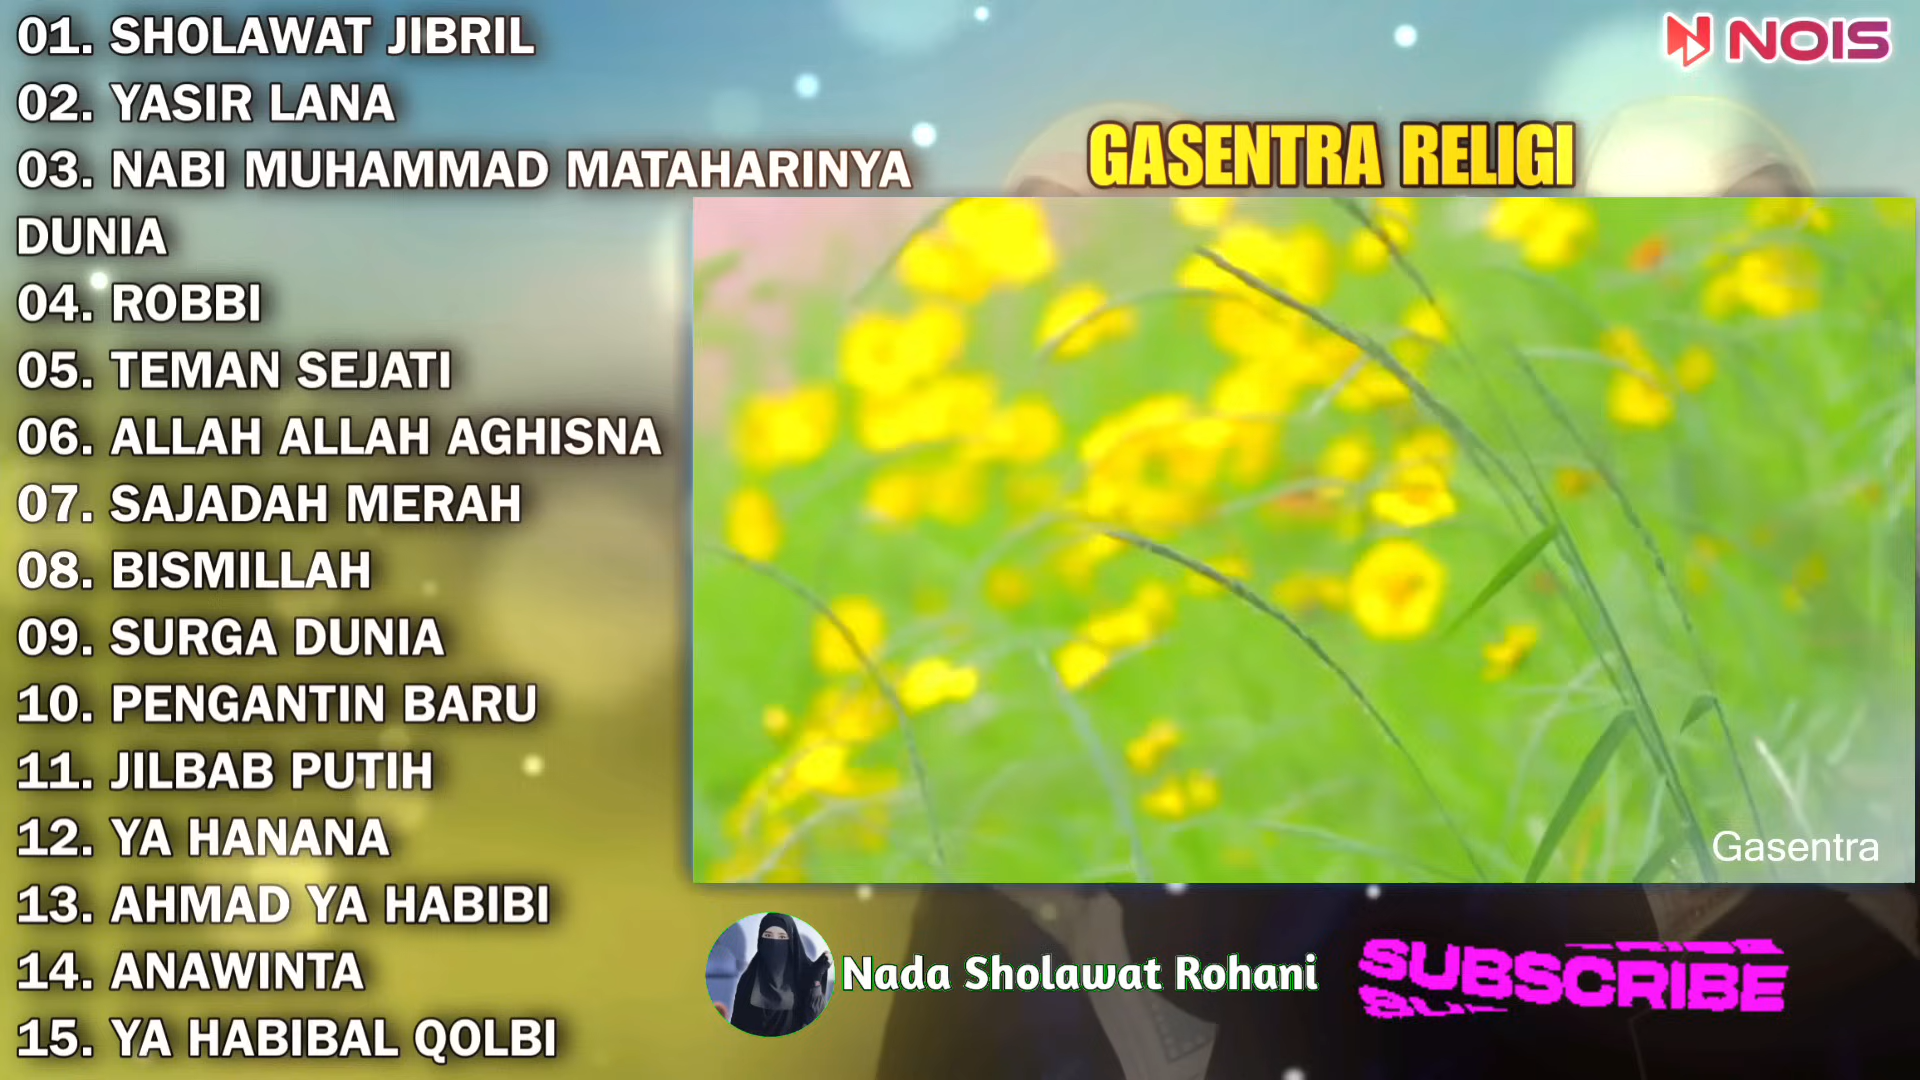 01. SHOLAWAT JIBRIL
02. YASIR LANA
03. NABI MUHAMMAD MATAHARINYA
DUNIA
04. ROBBI
05. TEMAN SEJATI
06. ALLAH ALLAH AGHISNA
07. SAJADAH MERAH
08. BISMILLAH
09. SURGA DUNIA
10. PENGANTIN BARU
11. JILBAB PUTIH
12. YA HANANA
13. AHMAD YA HABIBI
14. ANAWINTA
15. YA HABIBAL QOLBI
NOIS
GASENTRA RELIGI
Gasentra
Nada Sholawat Rohani
SUBSCRIBE